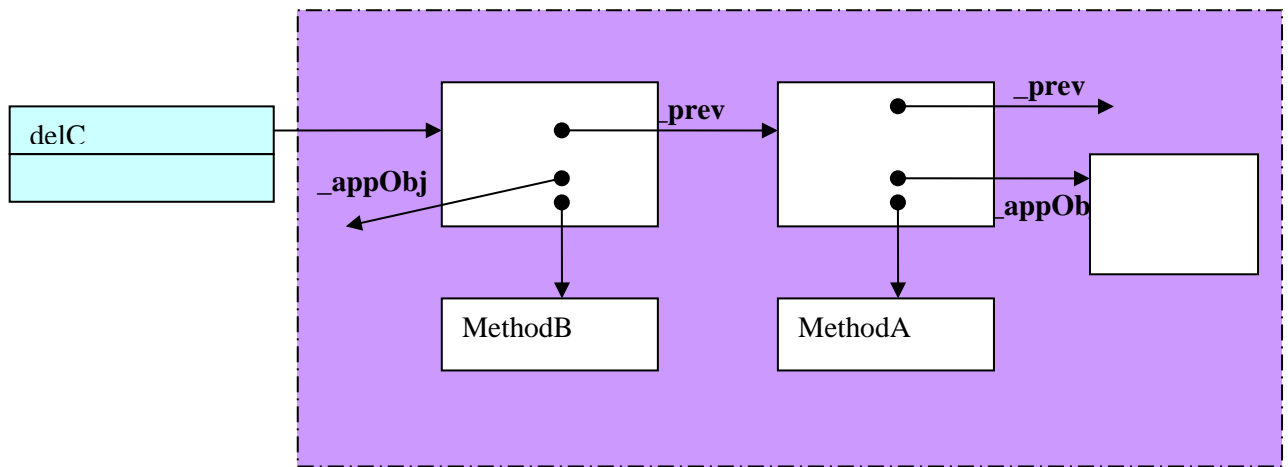 delC
_prev
_prev
_appObj
_appOb
MethodB
MethodA